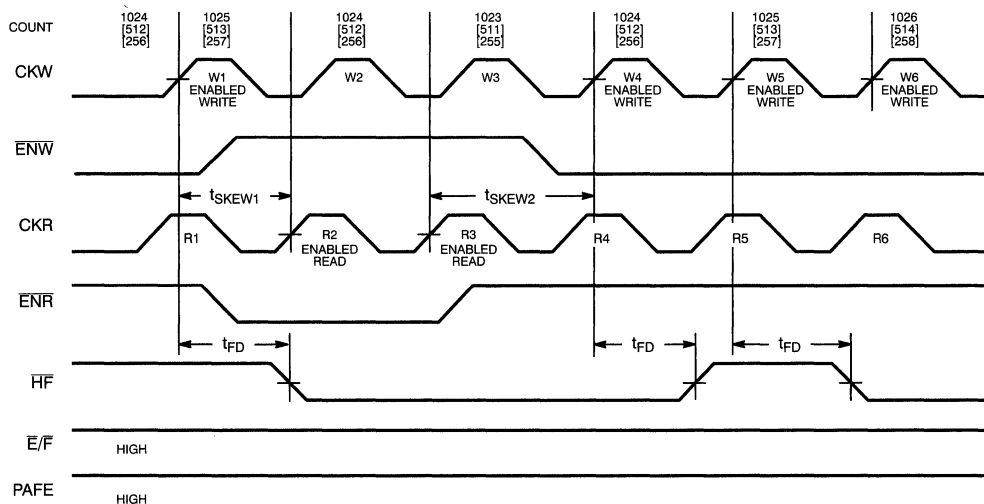 COUNT
1024 1025 1024 1023 1024 1025 1026
[512] [513] [512] [511] [512] [513] [514]
[256] [257] [256] [255] [256] [257] [258]
CKW
W1 W2 W3 W4 W5 W6
ENABLED ENABLED ENABLED ENABLED
WRITE WRITE WRITE WRITE
ENW
tSKEW1 tSKEW2
CKR
R1 R2 R3 R4 R5 R6
ENABLED ENABLED
READ READ
ENR
tFD tFD tFD
HF
E/F
HIGH
PAFE
HIGH